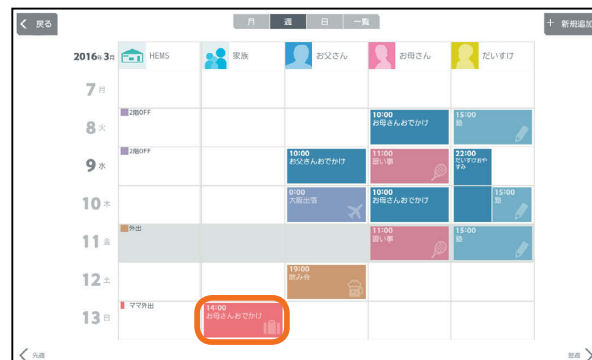 戻る
月 週 日 一覧
+ 新規追加
2016年3月 HEMS 家族 お父さん お母さん だいすけ
7 月
8 火
2階OFF
10:00
お母さんおでかけ
15:00
塾
9 水
2階OFF
10:00
お父さんおでかけ
11:00
習い事
22:00
だいすけおや
すみ
10 木
0:00
大阪出張
10:00
お母さんおでかけ
15:00
塾
11 金
外出
11:00
習い事
15:00
塾
12 土
19:00
飲み会
13 日
ママ外出
14:00
お母さんおでかけ
先週
翌週